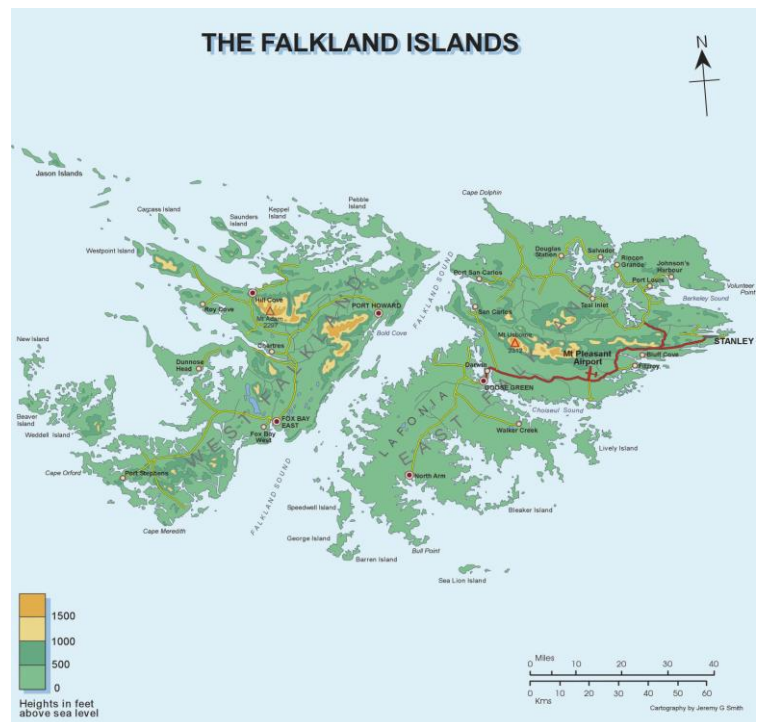 THE FALKLAND ISLANDS
N
Jason Islands
Carcass Island
Saunders
Island
Keppel
Island
Pebble
Island
Westpoint Island
Cape Dolphin
Douglas
Station
Salvador
Rincon
Grande
Johnson's
Harbour
Port San Carlos
Port Louis
Volunteer
Point
Hill Cove
Teal Inlet
Berkeley Sound
Mt Adam
2297
Roy Cove
PORT HOWARD
FALKLAND SOUND
San Carlos
Bold Cove
Mt Usborne
STANLEY
New Island
Chartres
Mt Pleasant
Airport
Bluff Cove
Dunnose
Head
Darwin
Fitzroy
GOOSE GREEN
WEST FALKLAND
EAST FALKLAND
LAFONIA
Choiseul Sound
Beaver
Island
Weddell Island
FOX BAY
EAST
Fox Bay
West
Walker Creek
Lively Island
Cape Orford
Port Stephens
North Arm
FALKLAND SOUND
Speedwell Island
Bleaker Island
Cape Meredith
George Island
Bull Point
Barren Island
Sea Lion Island
1500
1000
500
0
Heights in feet
above sea level
Miles
0 10 20 30 40
0 10 20 30 40 50 60
Kms
Cartography by Jeremy G Smith